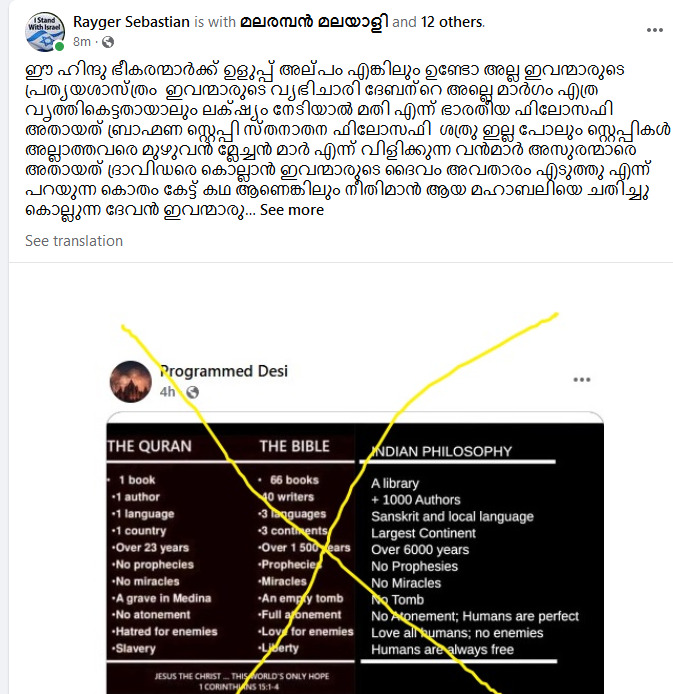 I Stand With Israel
Rayger Sebastian is with മലരമ്പൻ മലയാളി and 12 others.
8m
ഈ ഹിന്ദു ഭീകരന്മാർക്ക് ഉളുപ്പ് അല്പം എങ്കിലും ഉണ്ടോ അല്ല ഇവന്മാരുടെ
പ്രത്യയശാസ്ത്രം ഇവന്മാരുടെ വ്യഭിചാരി ദേബന്റെ അല്ലെ മാർഗം എത്ര
വൃത്തികെട്ടതായാലും ലക്ഷ്യം നേടിയാൽ മതി എന്ന് ഭാരതിയ ഫിലോസഫി
അതായത് ബ്രാഹ്മണ സ്റ്റെപ്പി സ്തനാതന ഫിലോസഫി ശത്രു ഇല്ല പോലും സ്റ്റെപ്പികൾ
അല്ലാത്തവരെ മുഴുവൻ മ്ലേച്ചൻ മാർ എന്ന് വിളിക്കുന്ന വൻമാർ അസുരന്മാരെ
അതായത് ദ്രാവിഡരെ കൊല്ലാൻ ഇവന്മാരുടെ ദൈവം അവതാരം എടുത്തു എന്ന്
പറയുന്ന കൊതം കേട്ട് കഥ ആണെങ്കിലും നീതിമാൻ ആയ മഹാബലിയെ ചതിച്ചു
കൊല്ലുന്ന ദേവൻ ഇവന്മാരു... See more
See translation
Programmed Desi
4h
THE QURAN
•1 book
•1 author
•1 language
•1 country
•Over 23 years
•No prophecies
•No miracles
•A grave in Medina
•No atonement
•Hatred for enemies
•Slavery
THE BIBLE
• 66 books
•40 writers
•3 languages
•3 continents
•Over 1 500 years
•Prophecies
•Miracles
•An empty tomb
•Full atonement
•Love for enemies
•Liberty
JESUS THE CHRIST ... THIS WORLD'S ONLY HOPE
1 CORINTHIANS 15:1-4
INDIAN PHILOSOPHY
A library
+ 1000 Authors
Sanskrit and local language
Largest Continent
Over 6000 years
No Prophesies
No Miracles
No Tomb
No Atonement; Humans are perfect
Love all humans; no enemies
Humans are always free